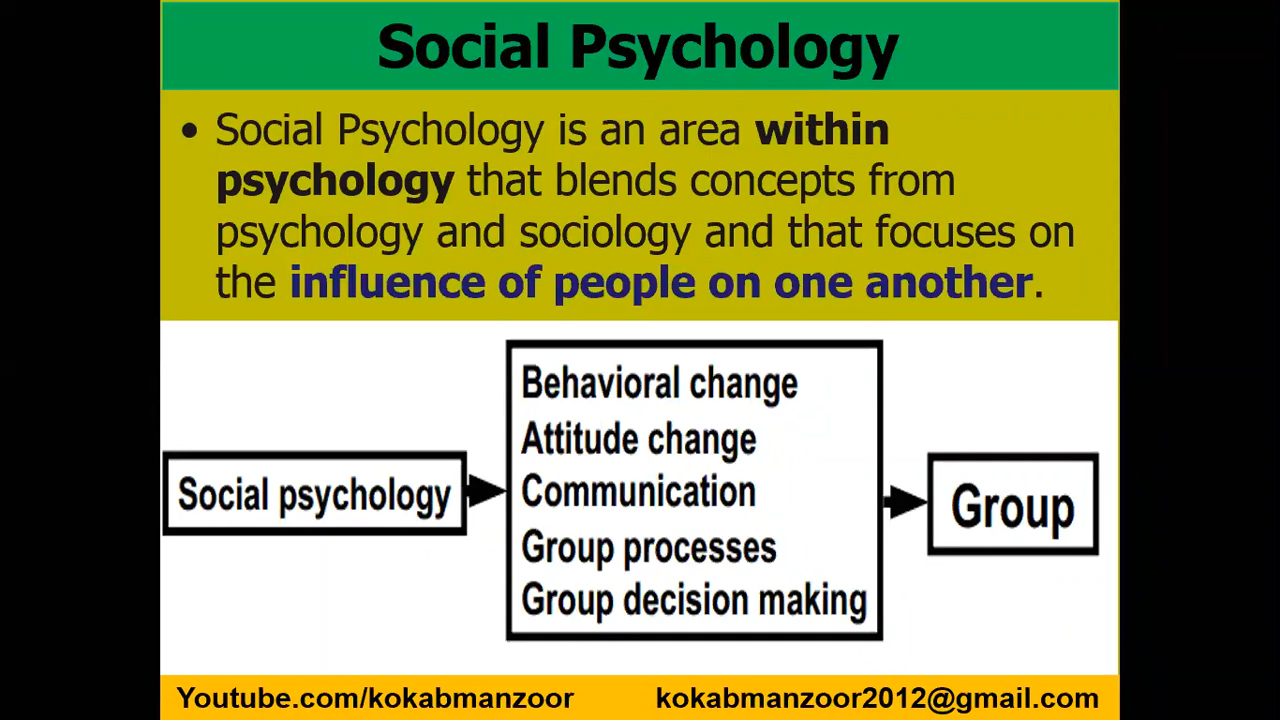 Social Psychology
• Social Psychology is an area within
psychology that blends concepts from
psychology and sociology and that focuses on
the influence of people on one another.
Social psychology
Behavioral change
Attitude change
Communication
Group processes
Group decision making
Group
Youtube.com/kokabmanzoor kokabmanzoor2012@gmail.com